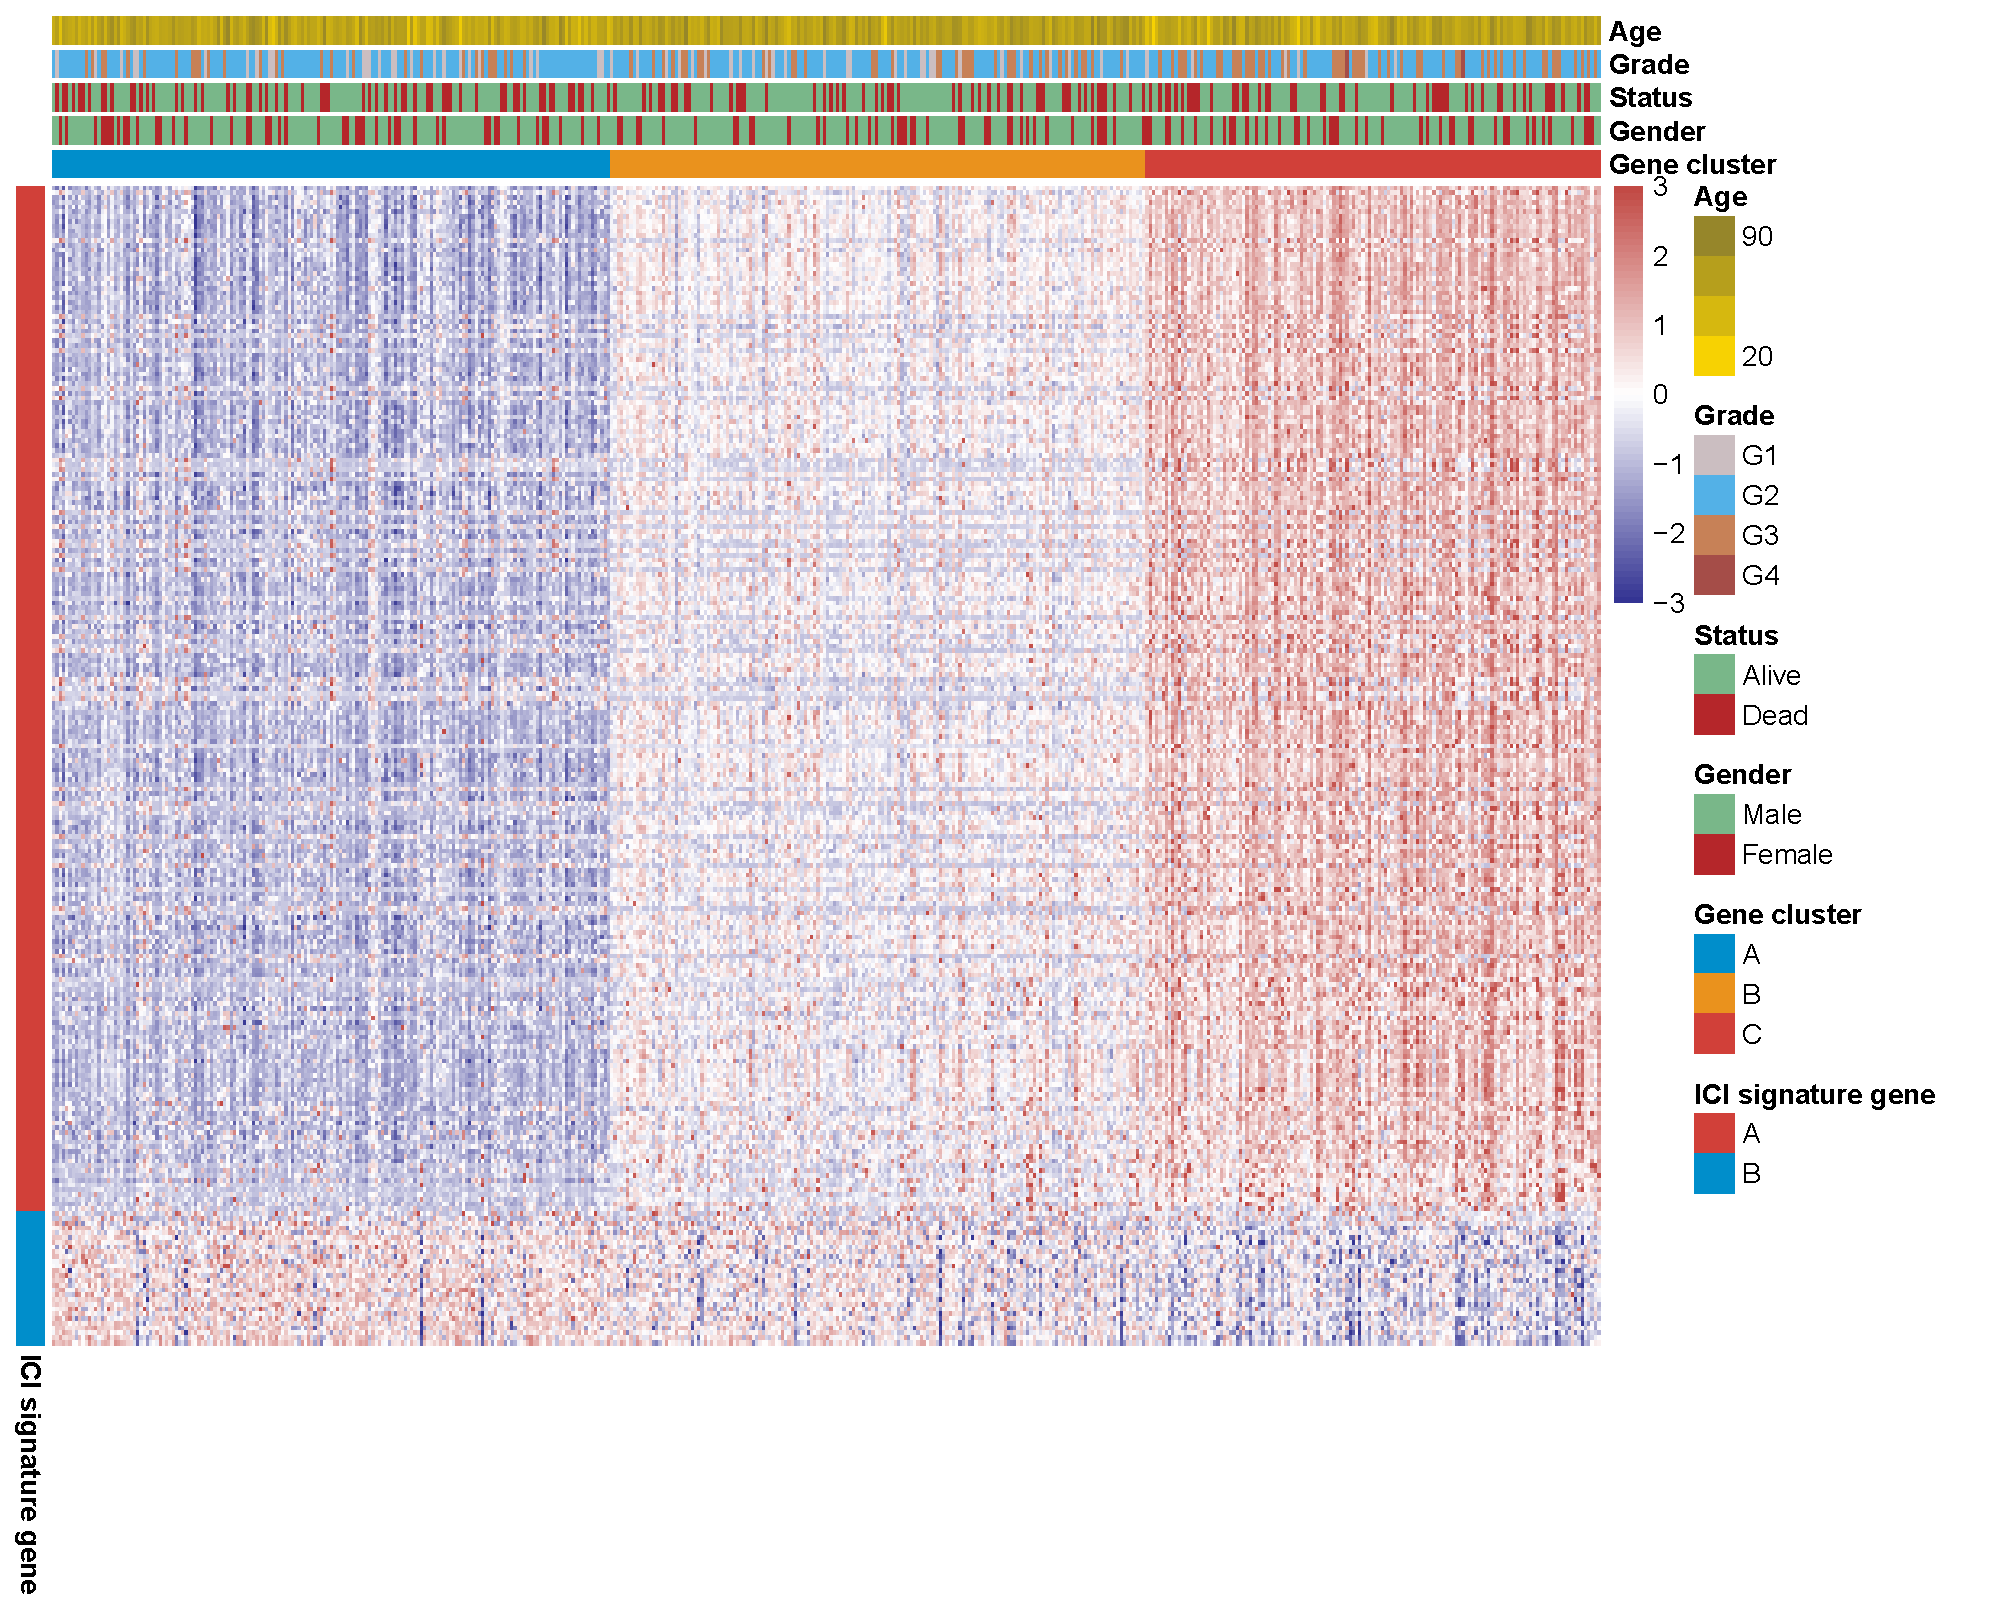 Age
Grade
Status
Gender
Gene cluster
3
2
1
0
−1
−2
−3
Age
90
20
Grade
G1
G2
G3
G4
Status
Alive
Dead
Gender
Male
Female
Gene cluster
A
B
C
ICI signature gene
A
B
ICI signature gene